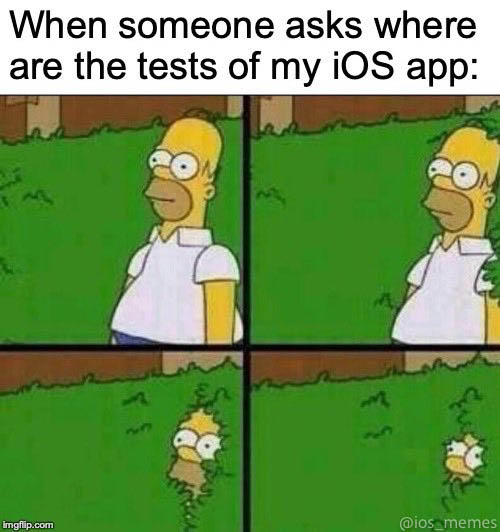 When someone asks where
are the tests of my iOS app:
imgflip.com
@ios_memes